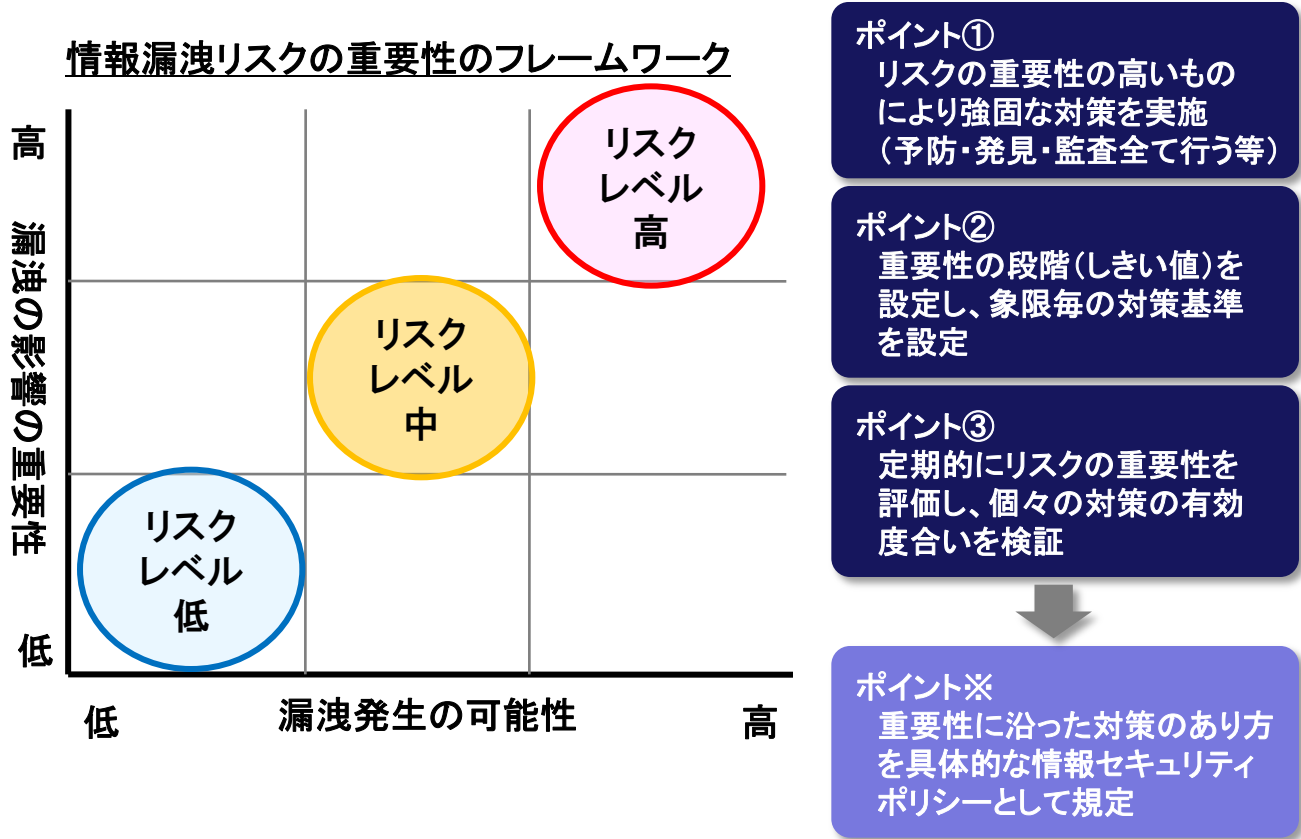 情報漏洩リスクの重要性のフレームワーク
高
漏洩の影響の重要性
低
リスク
レベル
高
リスク
レベル
中
リスク
レベル
低
低
漏洩発生の可能性
高
ポイント①
リスクの重要性の高いもの
により強固な対策を実施
（予防・発見・監査全て行う等）
ポイント②
重要性の段階（しきい値）を
設定し、象限毎の対策基準
を設定
ポイント③
定期的にリスクの重要性を
評価し、個々の対策の有効
度合いを検証
ポイント※
重要性に沿った対策のあり方
を具体的な情報セキュリティ
ポリシーとして規定